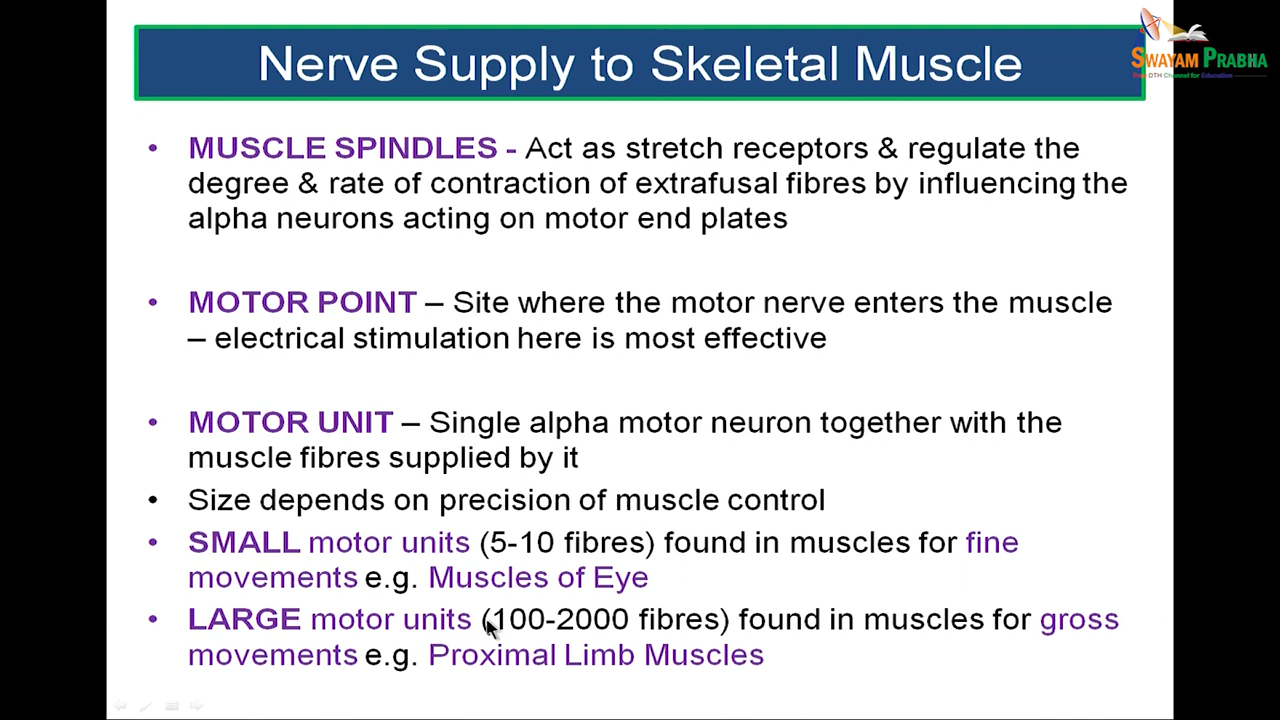 Nerve Supply to Skeletal Muscle
SWAYAM PRABHA
Free DTH Channel for Education
• MUSCLE SPINDLES - Act as stretch receptors & regulate the
degree & rate of contraction of extrafusal fibres by influencing the
alpha neurons acting on motor end plates
• MOTOR POINT – Site where the motor nerve enters the muscle
– electrical stimulation here is most effective
• MOTOR UNIT – Single alpha motor neuron together with the
muscle fibres supplied by it
• Size depends on precision of muscle control
• SMALL motor units (5-10 fibres) found in muscles for fine
movements e.g. Muscles of Eye
• LARGE motor units (100-2000 fibres) found in muscles for gross
movements e.g. Proximal Limb Muscles